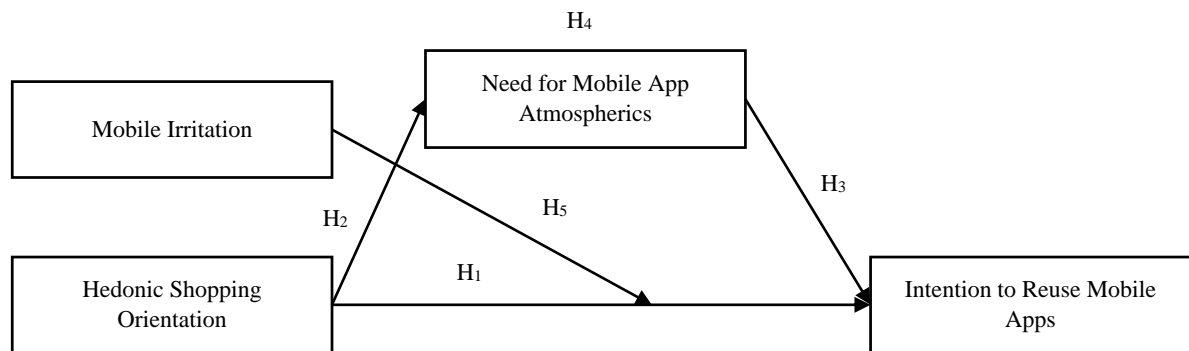 H4
Need for Mobile App
Atmospherics
Mobile Irritation
H3
H2
H5
H1
Hedonic Shopping
Orientation
Intention to Reuse Mobile
Apps